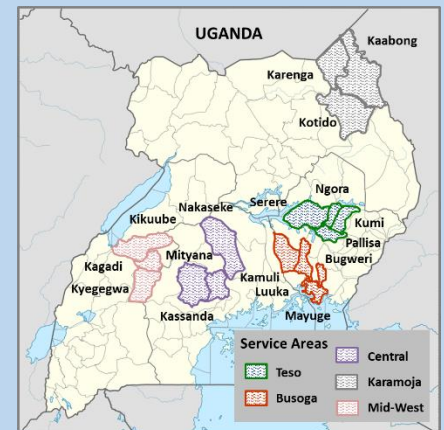 UGANDA
Kaabong
Karenga
Kotido
Ngora
Serere
Nakaseke
Kikuube
Kumi
Pallisa
Mityana
Bugweri
Kagadi
Kamuli
Kyegegwa
Luuka
Kassanda
Mayuge
Service Areas
Teso
Busoga
Central
Karamoja
Mid-West